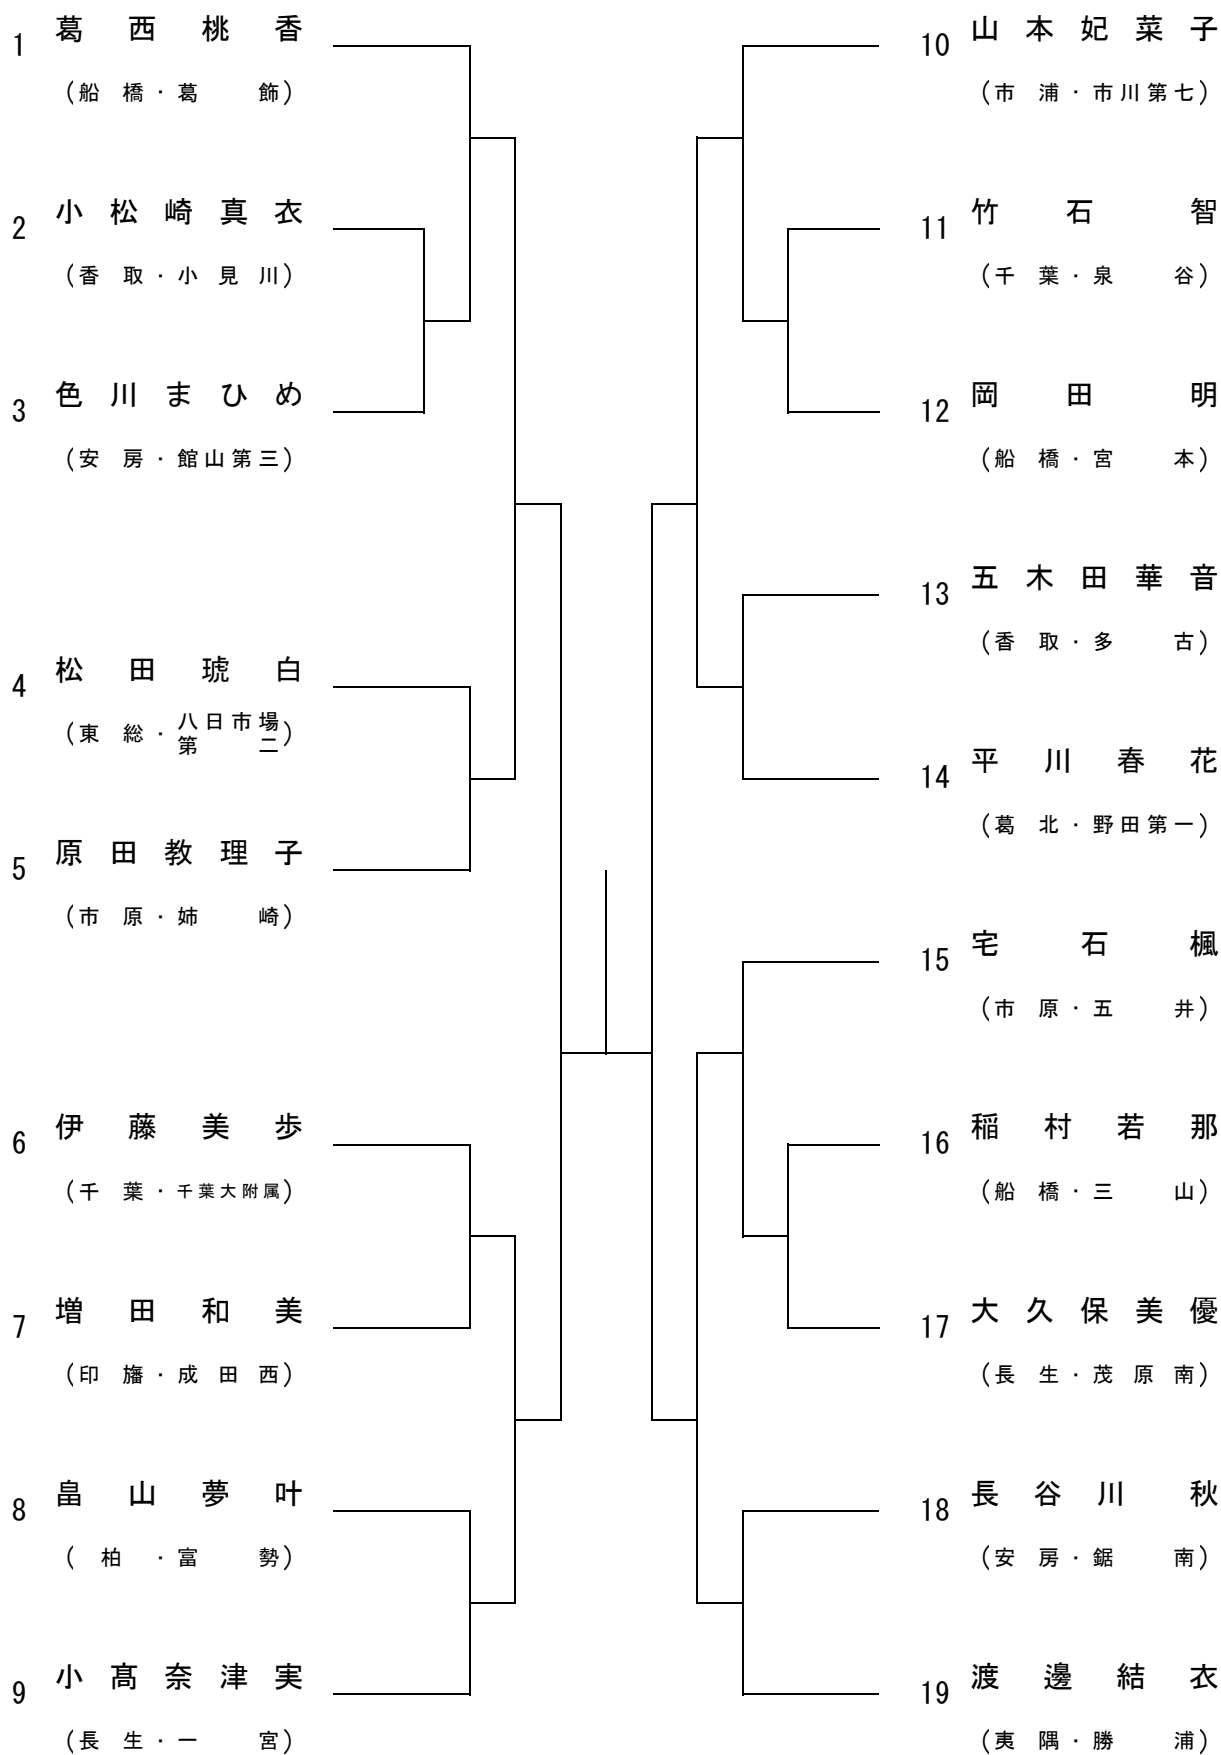 1 葛西桃香
(船橋・葛飾)
2 小松崎真衣
(香取・小見川)
3 色川まひめ
(安房・館山第三)
4 松田琥白
(東総・八日市場第二)
5 原田教理子
(市原・姉崎)
6 伊藤美歩
(千葉・千葉大附属)
7 増田和美
(印旛・成田西)
8 畠山夢叶
(柏・富勢)
9 小髙奈津実
(長生・一宮)
10 山本妃菜子
(市浦・市川第七)
11 竹石智
(千葉・泉谷)
12 岡田明
(船橋・宮本)
13 五木田華音
(香取・多古)
14 平川春花
(葛北・野田第一)
15 宅石楓
(市原・五井)
16 稲村若那
(船橋・三山)
17 大久保美優
(長生・茂原南)
18 長谷川秋
(安房・鋸南)
19 渡邊結衣
(夷隅・勝浦)